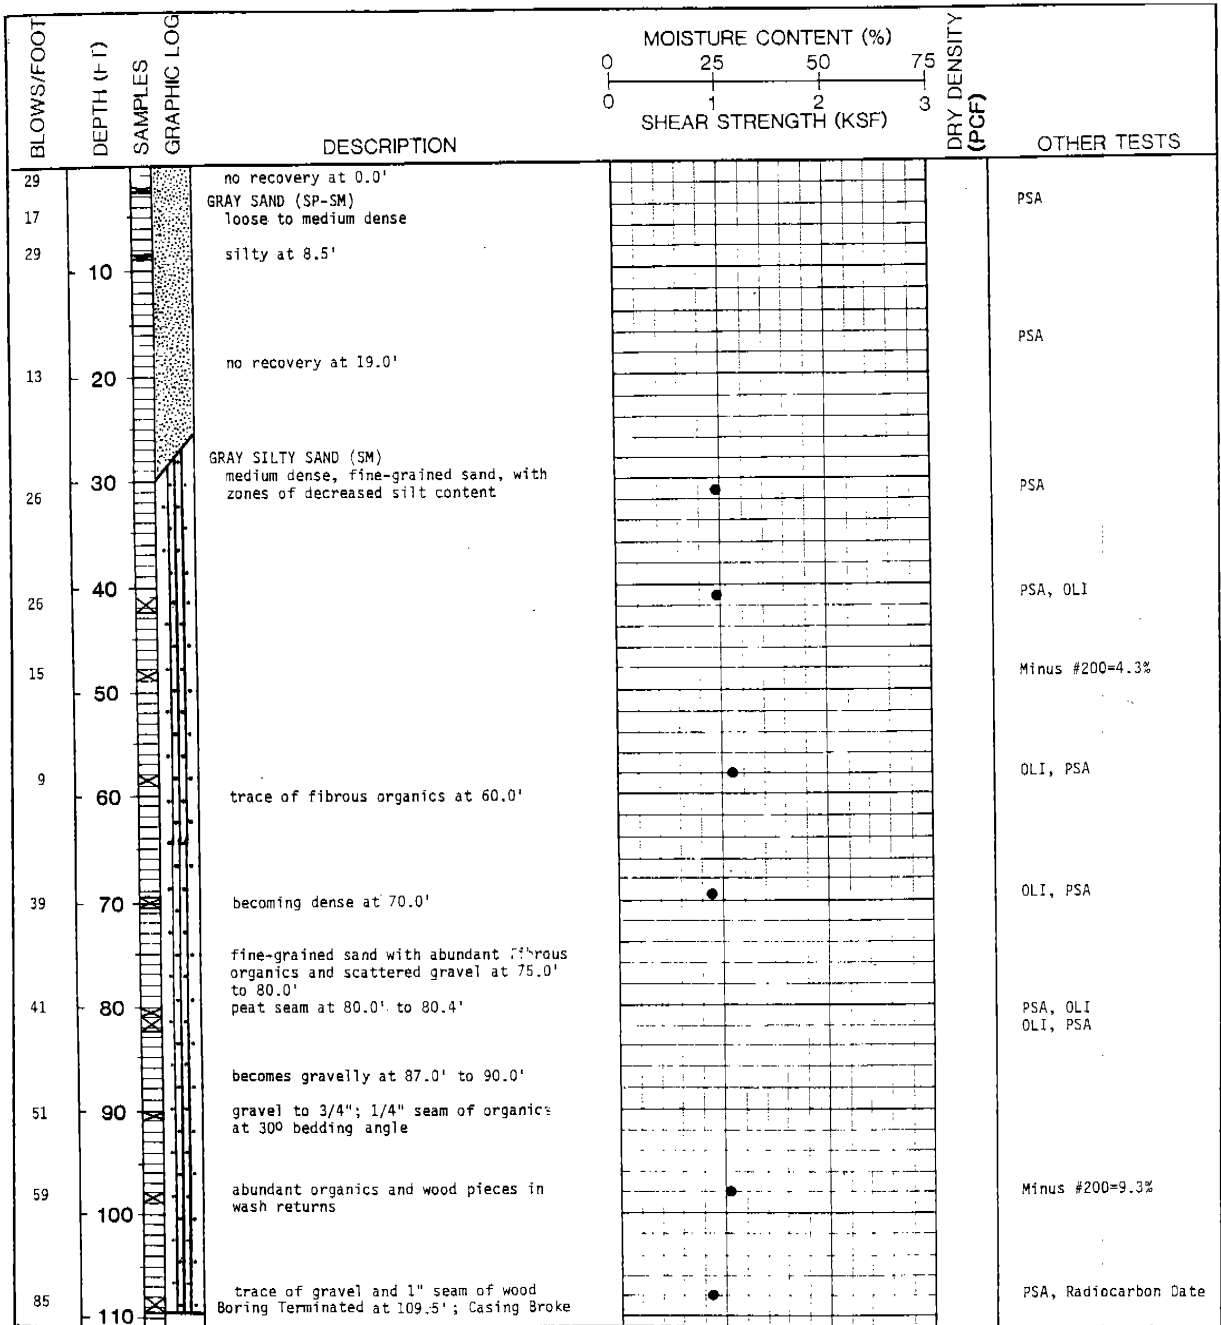 BLOWS/FOOT
DEPTH (FT)
SAMPLES
GRAPHIC LOG
DESCRIPTION
MOISTURE CONTENT (%)
0 25 50 75
0 1 2 3
SHEAR STRENGTH (KSF)
DRY DENSITY (PCF)
OTHER TESTS
29 no recovery at 0.0'
GRAY SAND (SP-SM) PSA
17 loose to medium dense
29 silty at 8.5'
10
PSA
no recovery at 19.0'
13 20
GRAY SILTY SAND (SM)
medium dense, fine-grained sand, with
30 PSA
26 zones of decreased silt content
40 PSA, OLI
26
15 Minus #200=4.3%
50
9 OLI, PSA
60 trace of fibrous organics at 60.0'
OLI, PSA
39 70 becoming dense at 70.0'
fine-grained sand with abundant fibrous
organics and scattered gravel at 75.0'
to 80.0'
41 80 peat seam at 80.0' to 80.4' PSA, OLI
OLI, PSA
becomes gravelly at 87.0' to 90.0'
51 90 gravel to 3/4"; 1/4" seam of organics
at 30º bedding angle
59 abundant organics and wood pieces in Minus #200=9.3%
wash returns
100
trace of gravel and 1" seam of wood PSA, Radiocarbon Date
85 Boring Terminated at 109.5'; Casing Broke
110